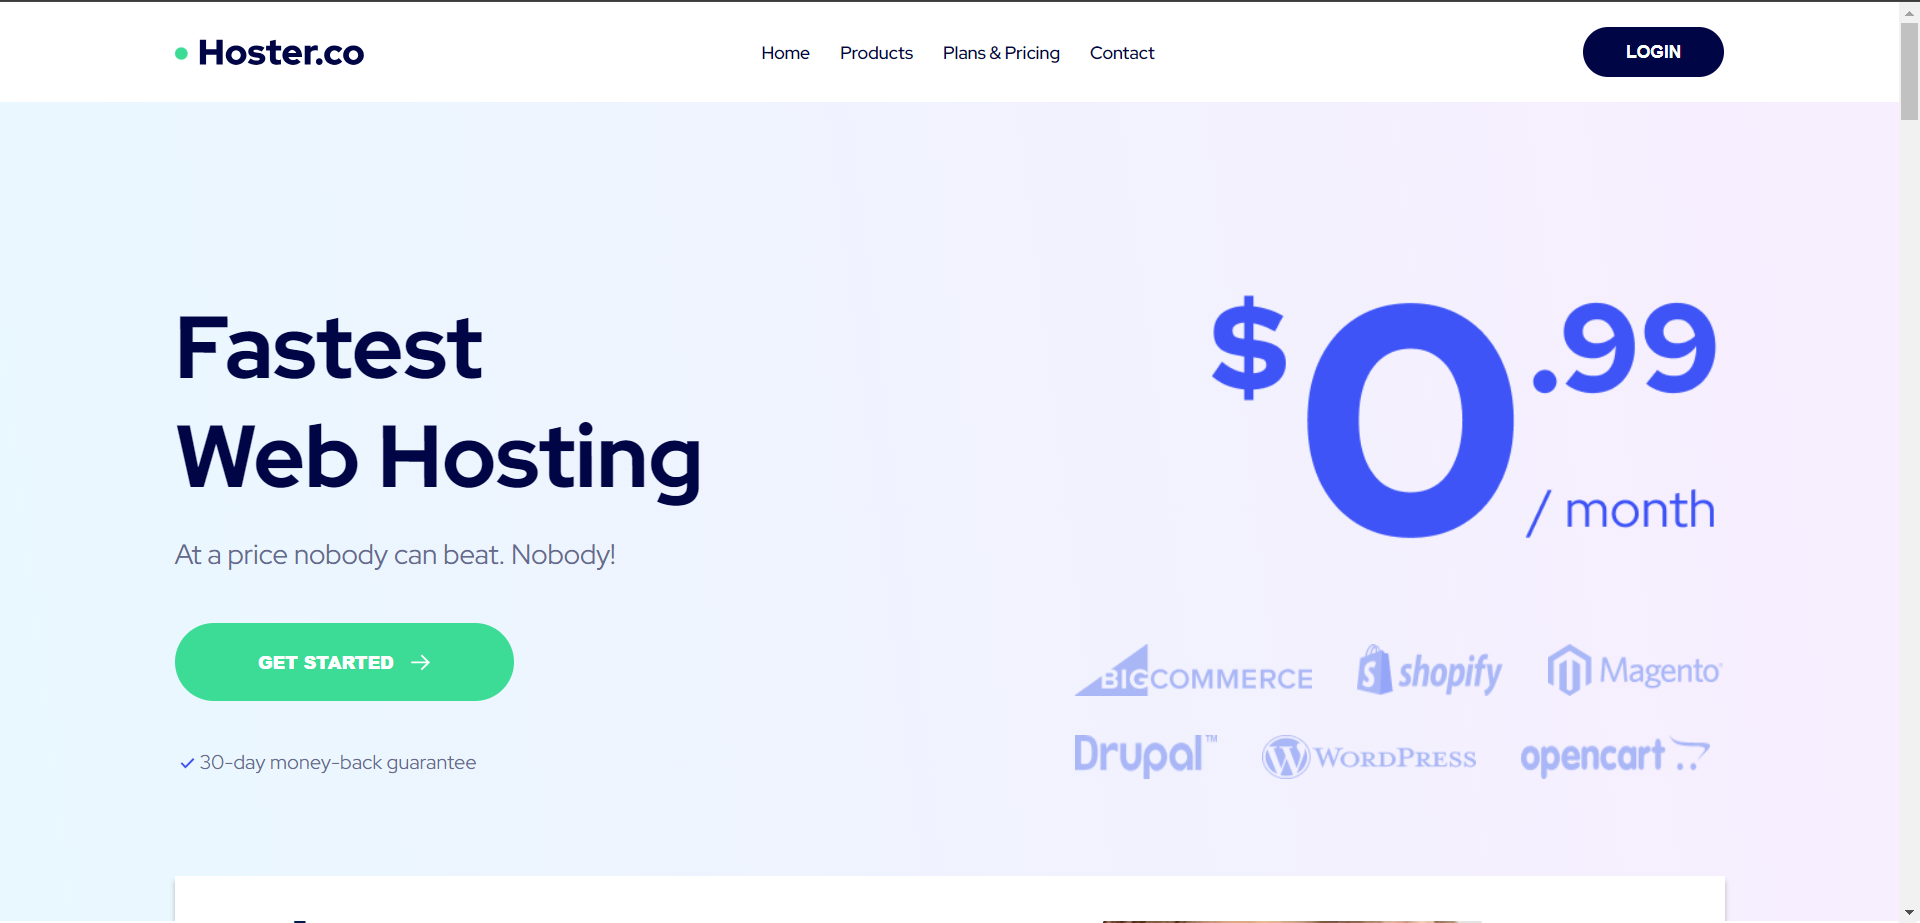 Hoster.co
Home Products Plans & Pricing Contact
LOGIN
Fastest
Web Hosting
At a price nobody can beat. Nobody!
GET STARTED →
✓ 30-day money-back guarantee
$0.99
/ month
BIGCOMMERCE shopify Magento
Drupal™ WORDPRESS opencart